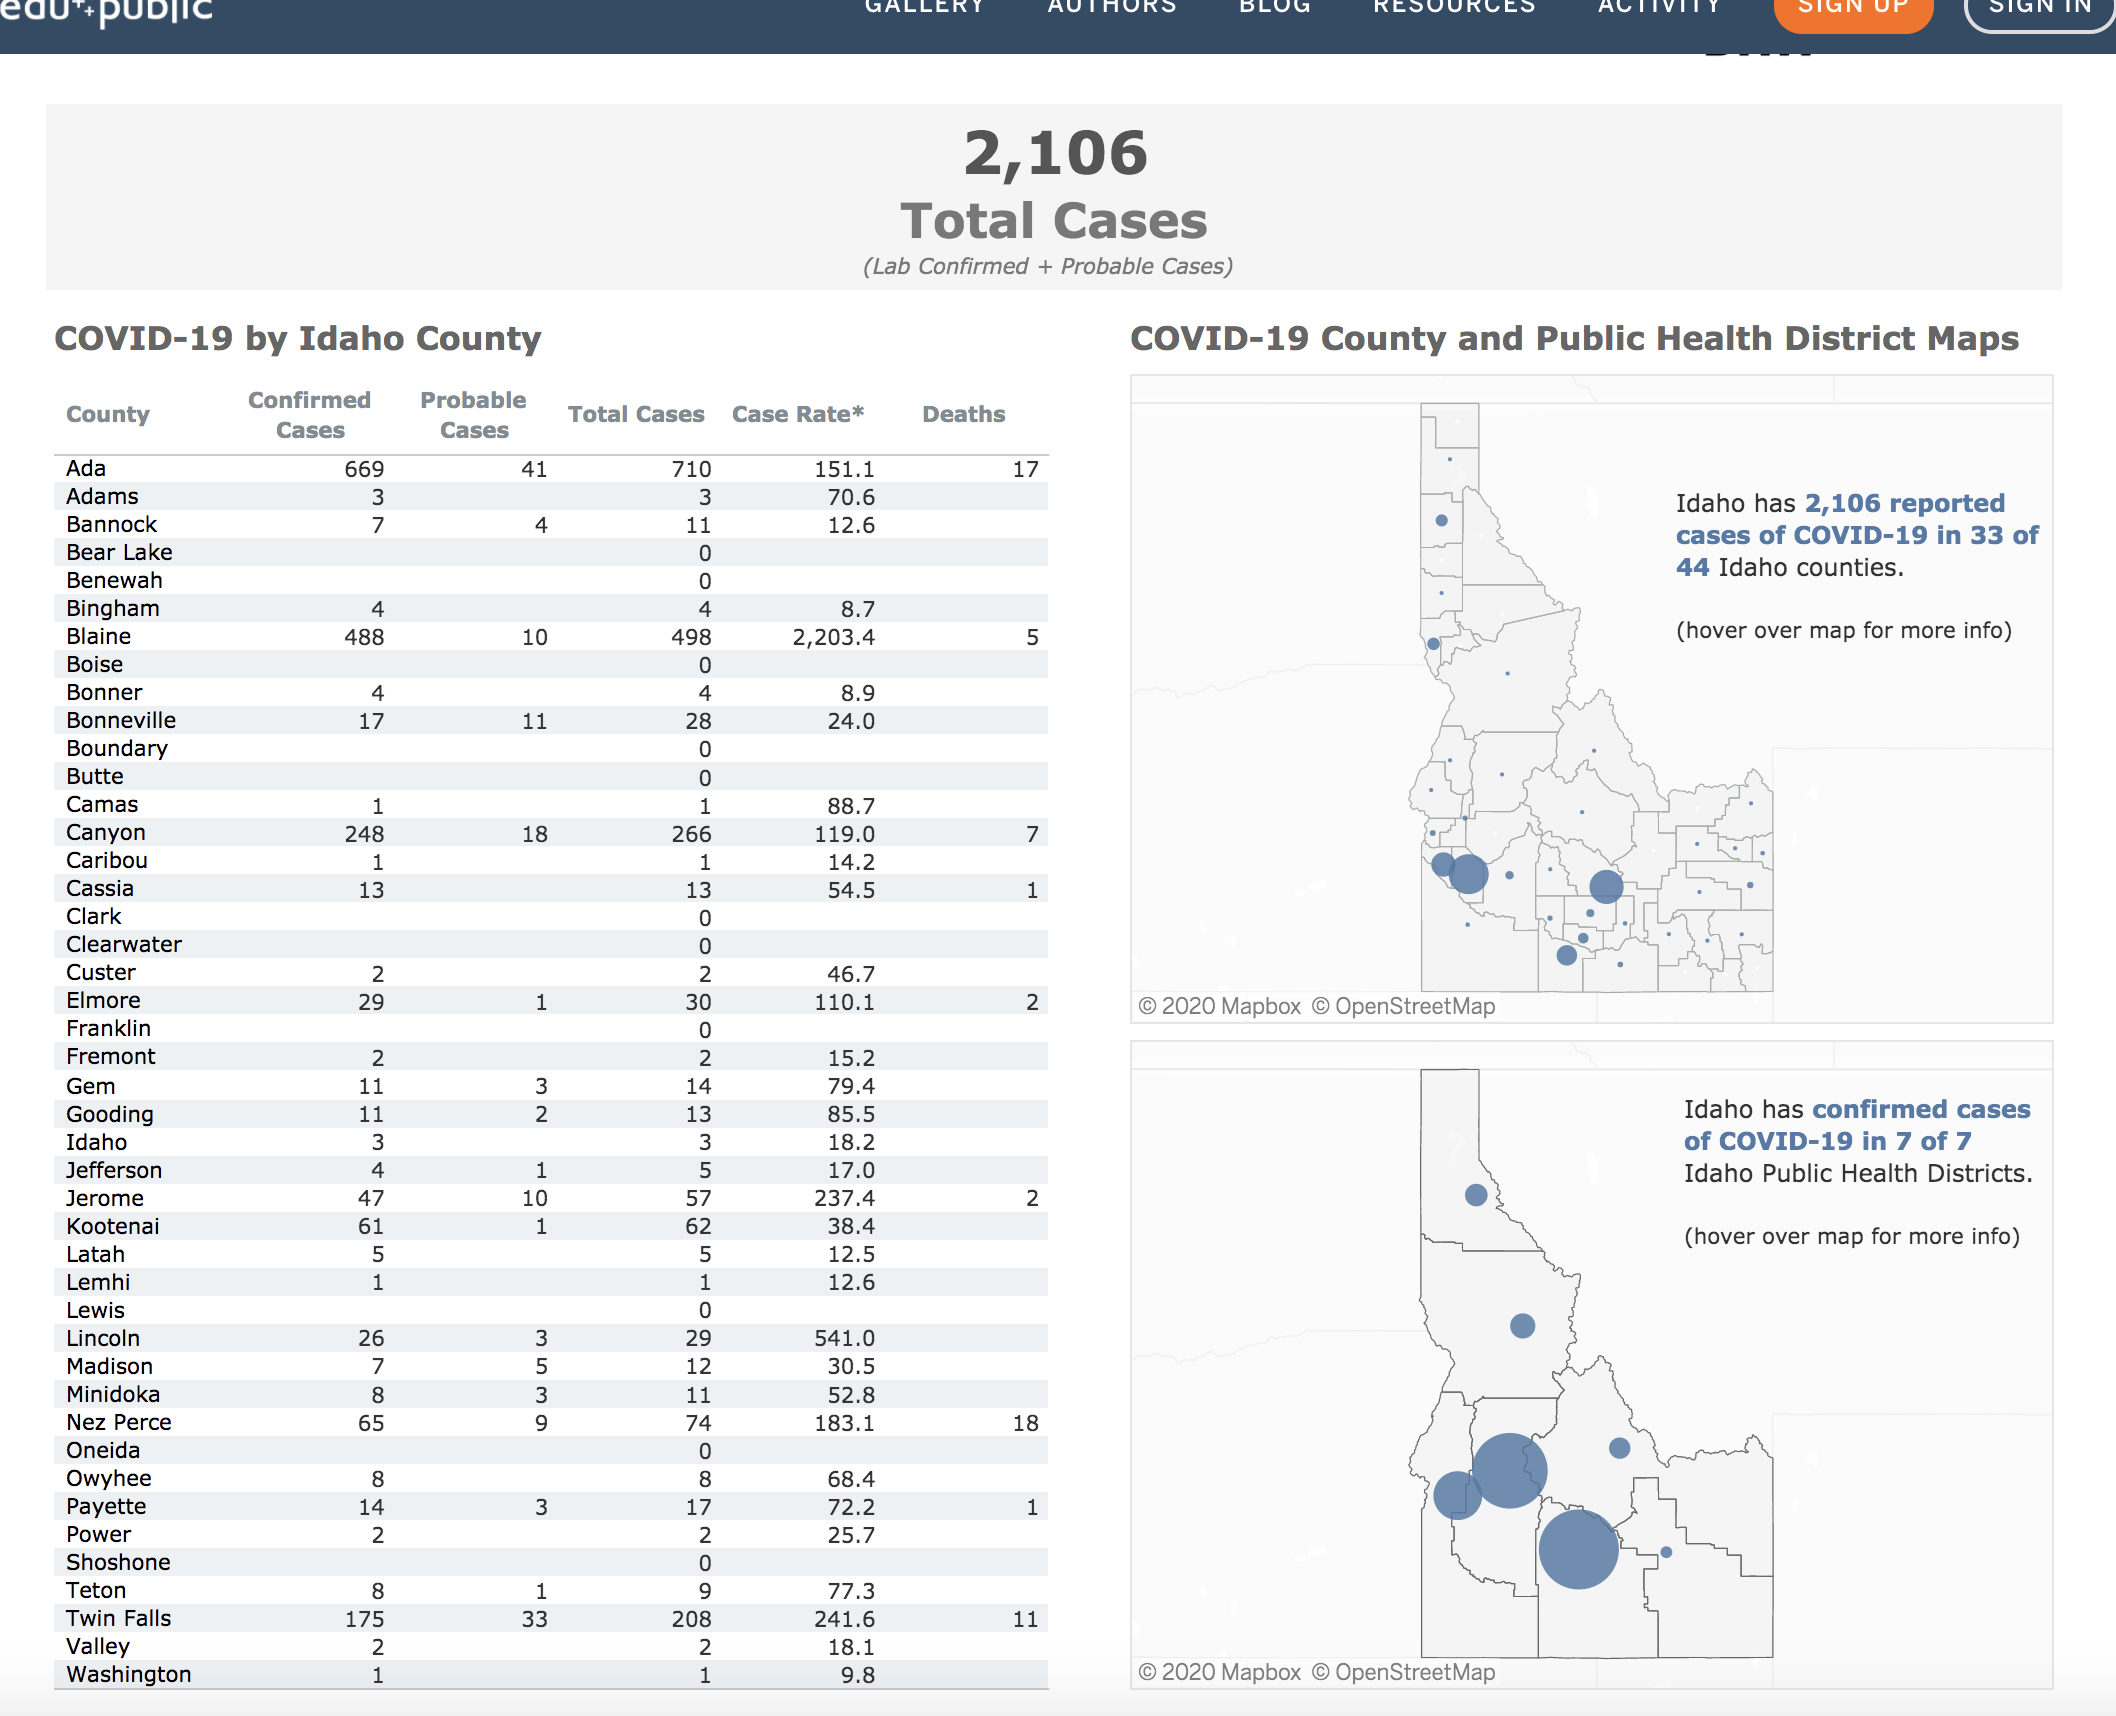 edu++public
GALLERY AUTHORS BLOG RESOURCES ACTIVITY SIGN UP SIGN IN
2,106
Total Cases
(Lab Confirmed + Probable Cases)
COVID-19 by Idaho County
County Confirmed Cases Probable Cases Total Cases Case Rate* Deaths
Ada 669 41 710 151.1 17
Adams 3 3 70.6
Bannock 7 4 11 12.6
Bear Lake 0
Benewah 0
Bingham 4 4 8.7
Blaine 488 10 498 2,203.4 5
Boise 0
Bonner 4 4 8.9
Bonneville 17 11 28 24.0
Boundary 0
Butte 0
Camas 1 1 88.7
Canyon 248 18 266 119.0 7
Caribou 1 1 14.2
Cassia 13 13 54.5 1
Clark 0
Clearwater 0
Custer 2 2 46.7
Elmore 29 1 30 110.1 2
Franklin 0
Fremont 2 2 15.2
Gem 11 3 14 79.4
Gooding 11 2 13 85.5
Idaho 3 3 18.2
Jefferson 4 1 5 17.0
Jerome 47 10 57 237.4 2
Kootenai 61 1 62 38.4
Latah 5 5 12.5
Lemhi 1 1 12.6
Lewis 0
Lincoln 26 3 29 541.0
Madison 7 5 12 30.5
Minidoka 8 3 11 52.8
Nez Perce 65 9 74 183.1 18
Oneida 0
Owyhee 8 8 68.4
Payette 14 3 17 72.2 1
Power 2 2 25.7
Shoshone 0
Teton 8 1 9 77.3
Twin Falls 175 33 208 241.6 11
Valley 2 2 18.1
Washington 1 1 9.8
COVID-19 County and Public Health District Maps
Idaho has 2,106 reported
cases of COVID-19 in 33 of
44 Idaho counties.
(hover over map for more info)
© 2020 Mapbox © OpenStreetMap
Idaho has confirmed cases
of COVID-19 in 7 of 7
Idaho Public Health Districts.
(hover over map for more info)
© 2020 Mapbox © OpenStreetMap